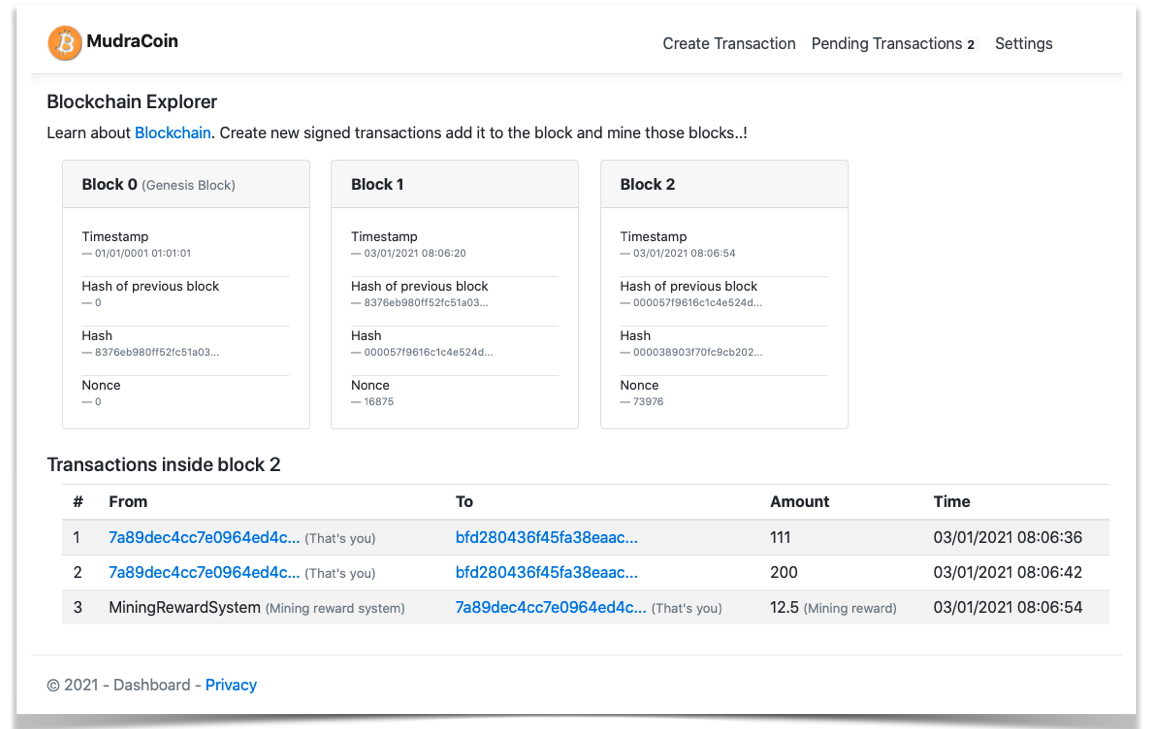 MudraCoin
Create Transaction Pending Transactions 2 Settings
Blockchain Explorer
Learn about Blockchain. Create new signed transactions add it to the block and mine those blocks..!
Block 0 (Genesis Block)
Timestamp
— 01/01/0001 01:01:01
Hash of previous block
— 0
Hash
— 8376eb980ff52fc51a03...
Nonce
— 0
Block 1
Timestamp
— 03/01/2021 08:06:20
Hash of previous block
— 8376eb980ff52fc51a03...
Hash
— 000057f9616c1c4e524d...
Nonce
— 16875
Block 2
Timestamp
— 03/01/2021 08:06:54
Hash of previous block
— 000057f9616c1c4e524d...
Hash
— 000038903f70fc9cb202...
Nonce
— 73976
Transactions inside block 2
# From To Amount Time
1 7a89dec4cc7e0964ed4c... (That's you) bfd280436f45fa38eaac... 111 03/01/2021 08:06:36
2 7a89dec4cc7e0964ed4c... (That's you) bfd280436f45fa38eaac... 200 03/01/2021 08:06:42
3 MiningRewardSystem (Mining reward system) 7a89dec4cc7e0964ed4c... (That's you) 12.5 (Mining reward) 03/01/2021 08:06:54
© 2021 - Dashboard - Privacy